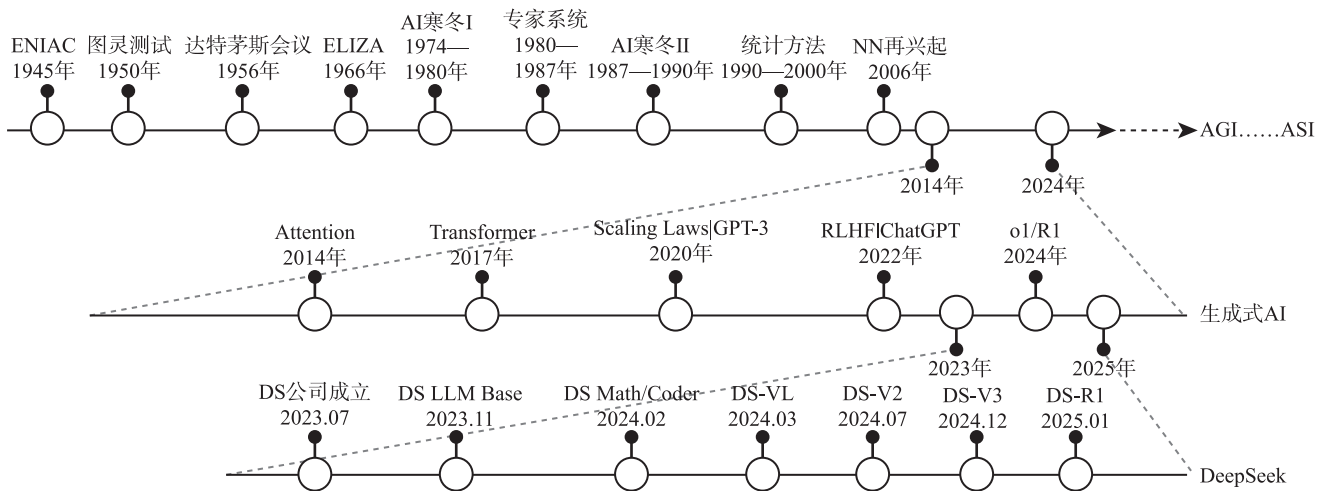 ENIAC
1945年
图灵测试
1950年
达特茅斯会议
1956年
ELIZA
1966年
AI寒冬I
1974—
1980年
专家系统
1980—
1987年
AI寒冬II
1987—1990年
统计方法
1990—2000年
NN再兴起
2006年
AGI……ASI
2014年
2024年
Attention
2014年
Transformer
2017年
Scaling Laws|GPT-3
2020年
RLHF|ChatGPT
2022年
o1/R1
2024年
生成式AI
2023年
2025年
DS公司成立
2023.07
DS LLM Base
2023.11
DS Math/Coder
2024.02
DS-VL
2024.03
DS-V2
2024.07
DS-V3
2024.12
DS-R1
2025.01
DeepSeek